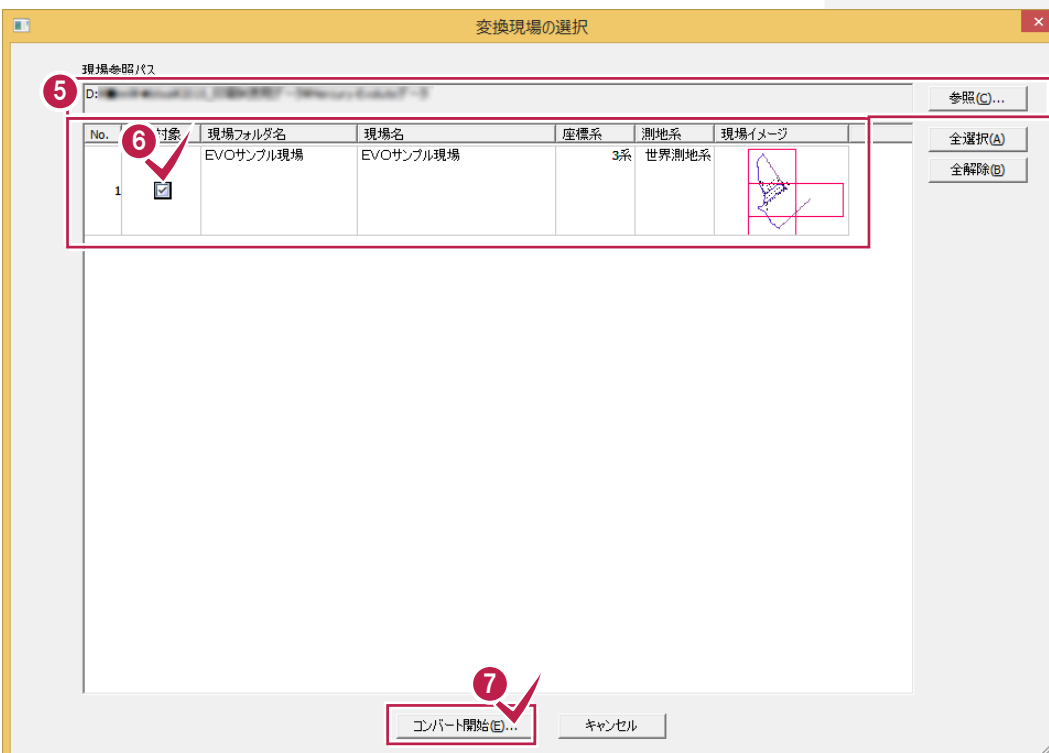 変換現場の選択
現場参照パス
5
D:
参照(C)...
No. 対象 現場フォルダ名 現場名 座標系 測地系 現場イメージ
6
全選択(A)
1 EVOサンプル現場 EVOサンプル現場 3系 世界測地系
全解除(B)
7
コンバート開始(E)... キャンセル